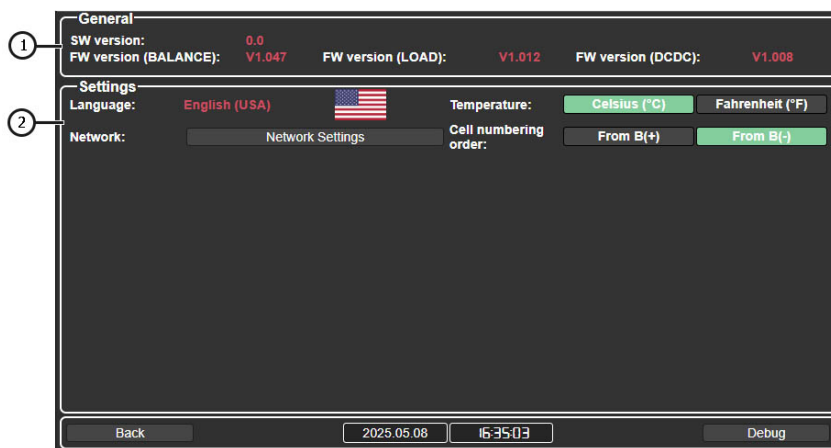 General
1
SW version: 0.0
FW version (BALANCE): V1.047 FW version (LOAD): V1.012 FW version (DCDC): V1.008
Settings
2
Language: English (USA) Temperature: Celsius (°C) Fahrenheit (°F)
Network: Network Settings Cell numbering order: From B(+) From B(-)
Back 2025.05.08 16:35:03 Debug